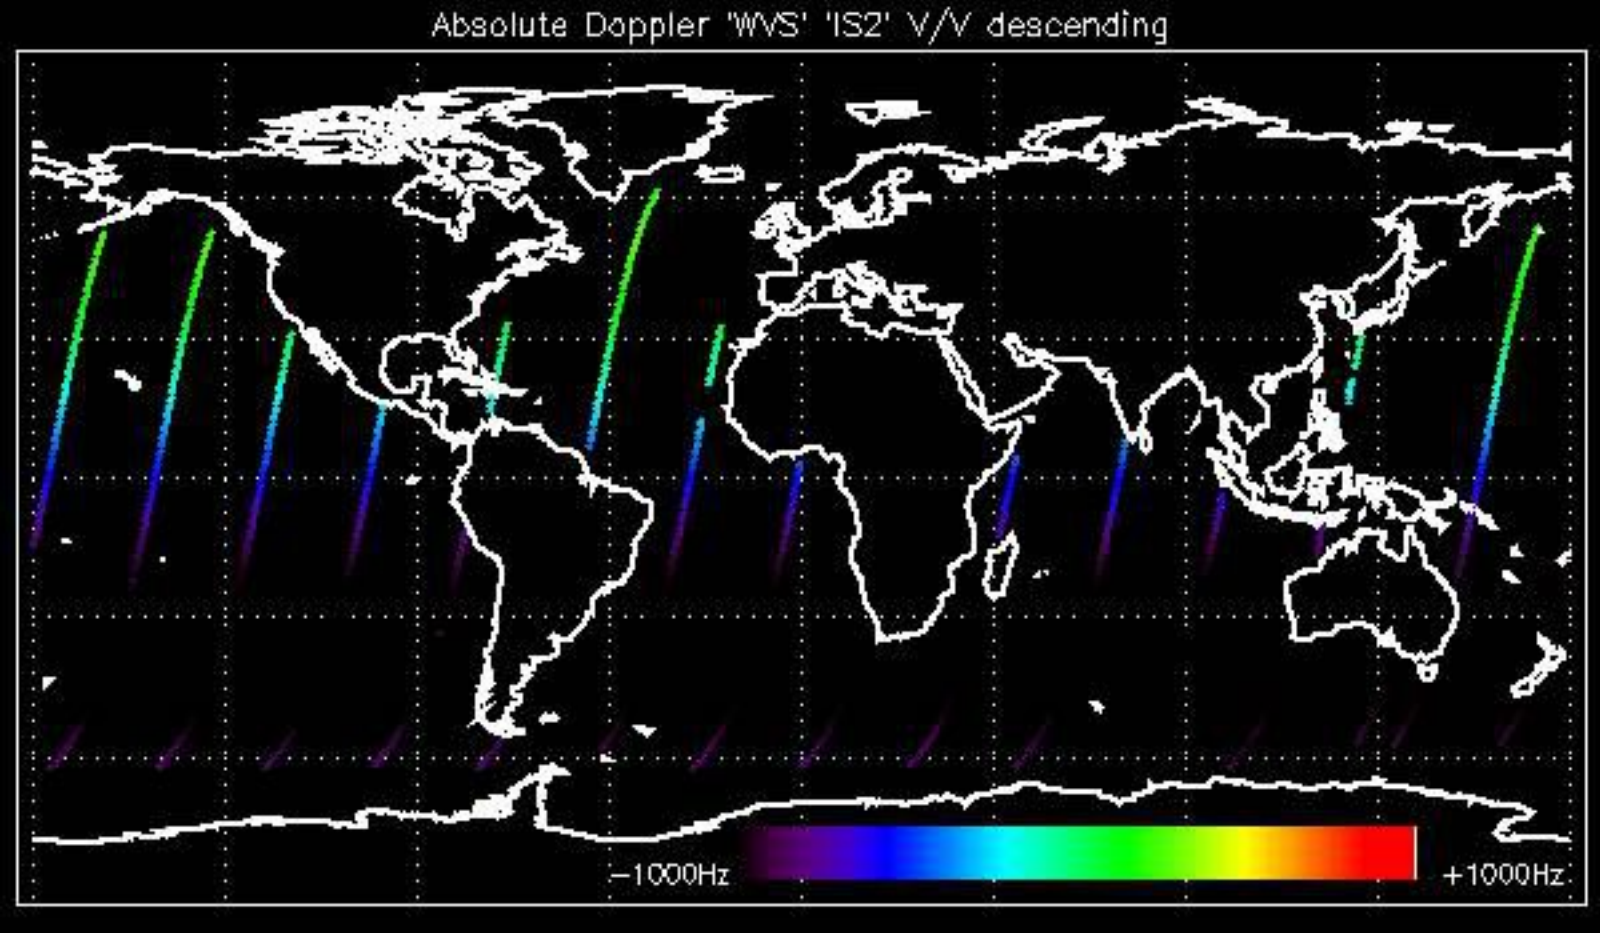 Absolute Doppler 'WVS' 'IS2' V/V descending
−1000Hz +1000Hz